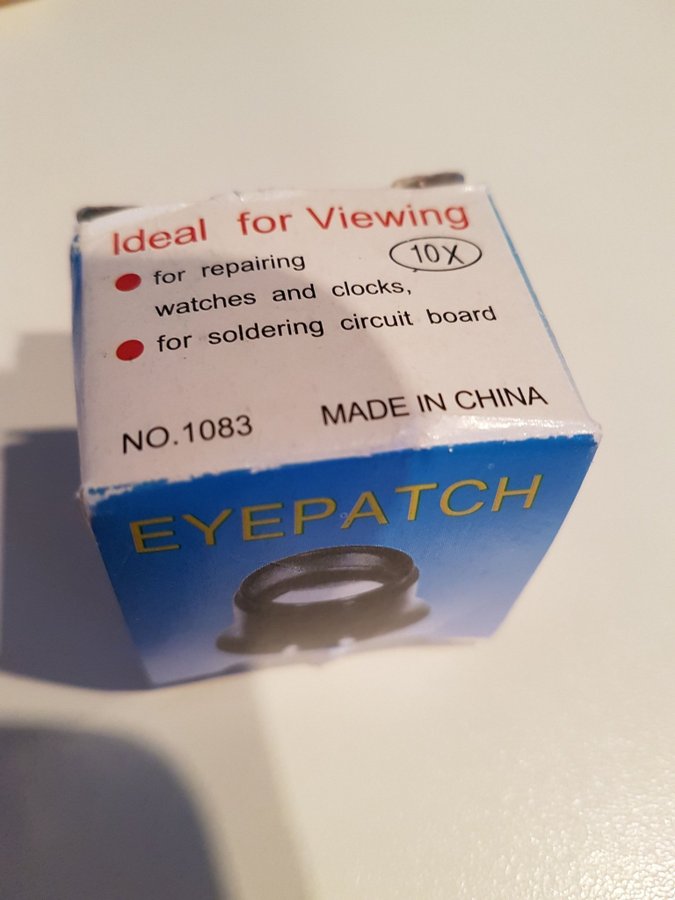 Ideal for Viewing
10X
for repairing
watches and clocks,
for soldering circuit board
NO.1083
MADE IN CHINA
EYEPATCH